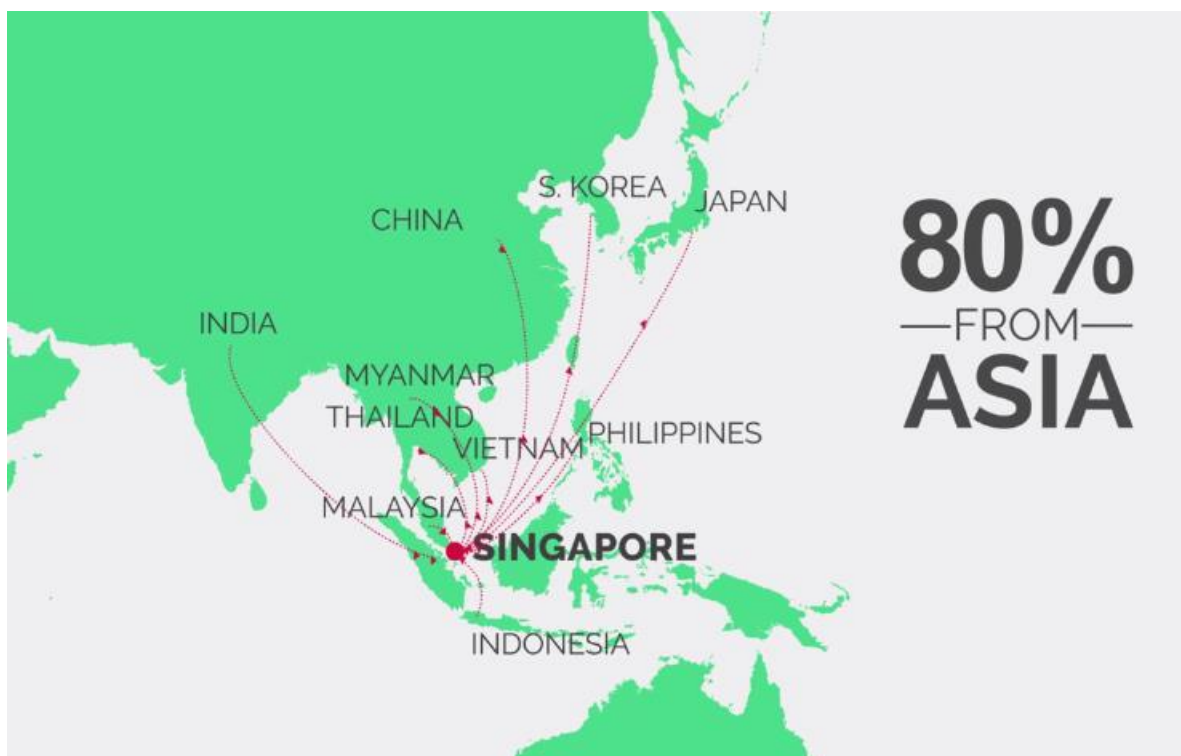 S. KOREA
JAPAN
CHINA
80%
FROM
ASIA
INDIA
MYANMAR
THAILAND
PHILIPPINES
VIETNAM
MALAYSIA
SINGAPORE
INDONESIA